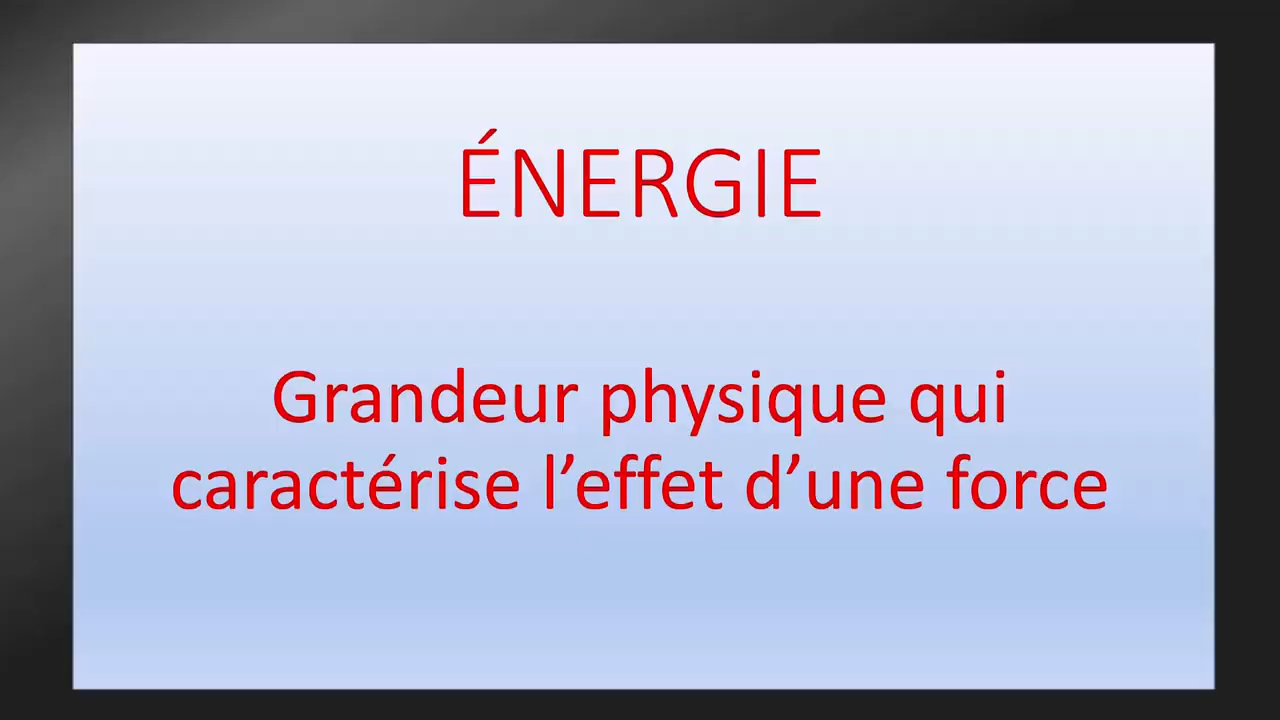 ÉNERGIE
Grandeur physique qui
caractérise l’effet d’une force